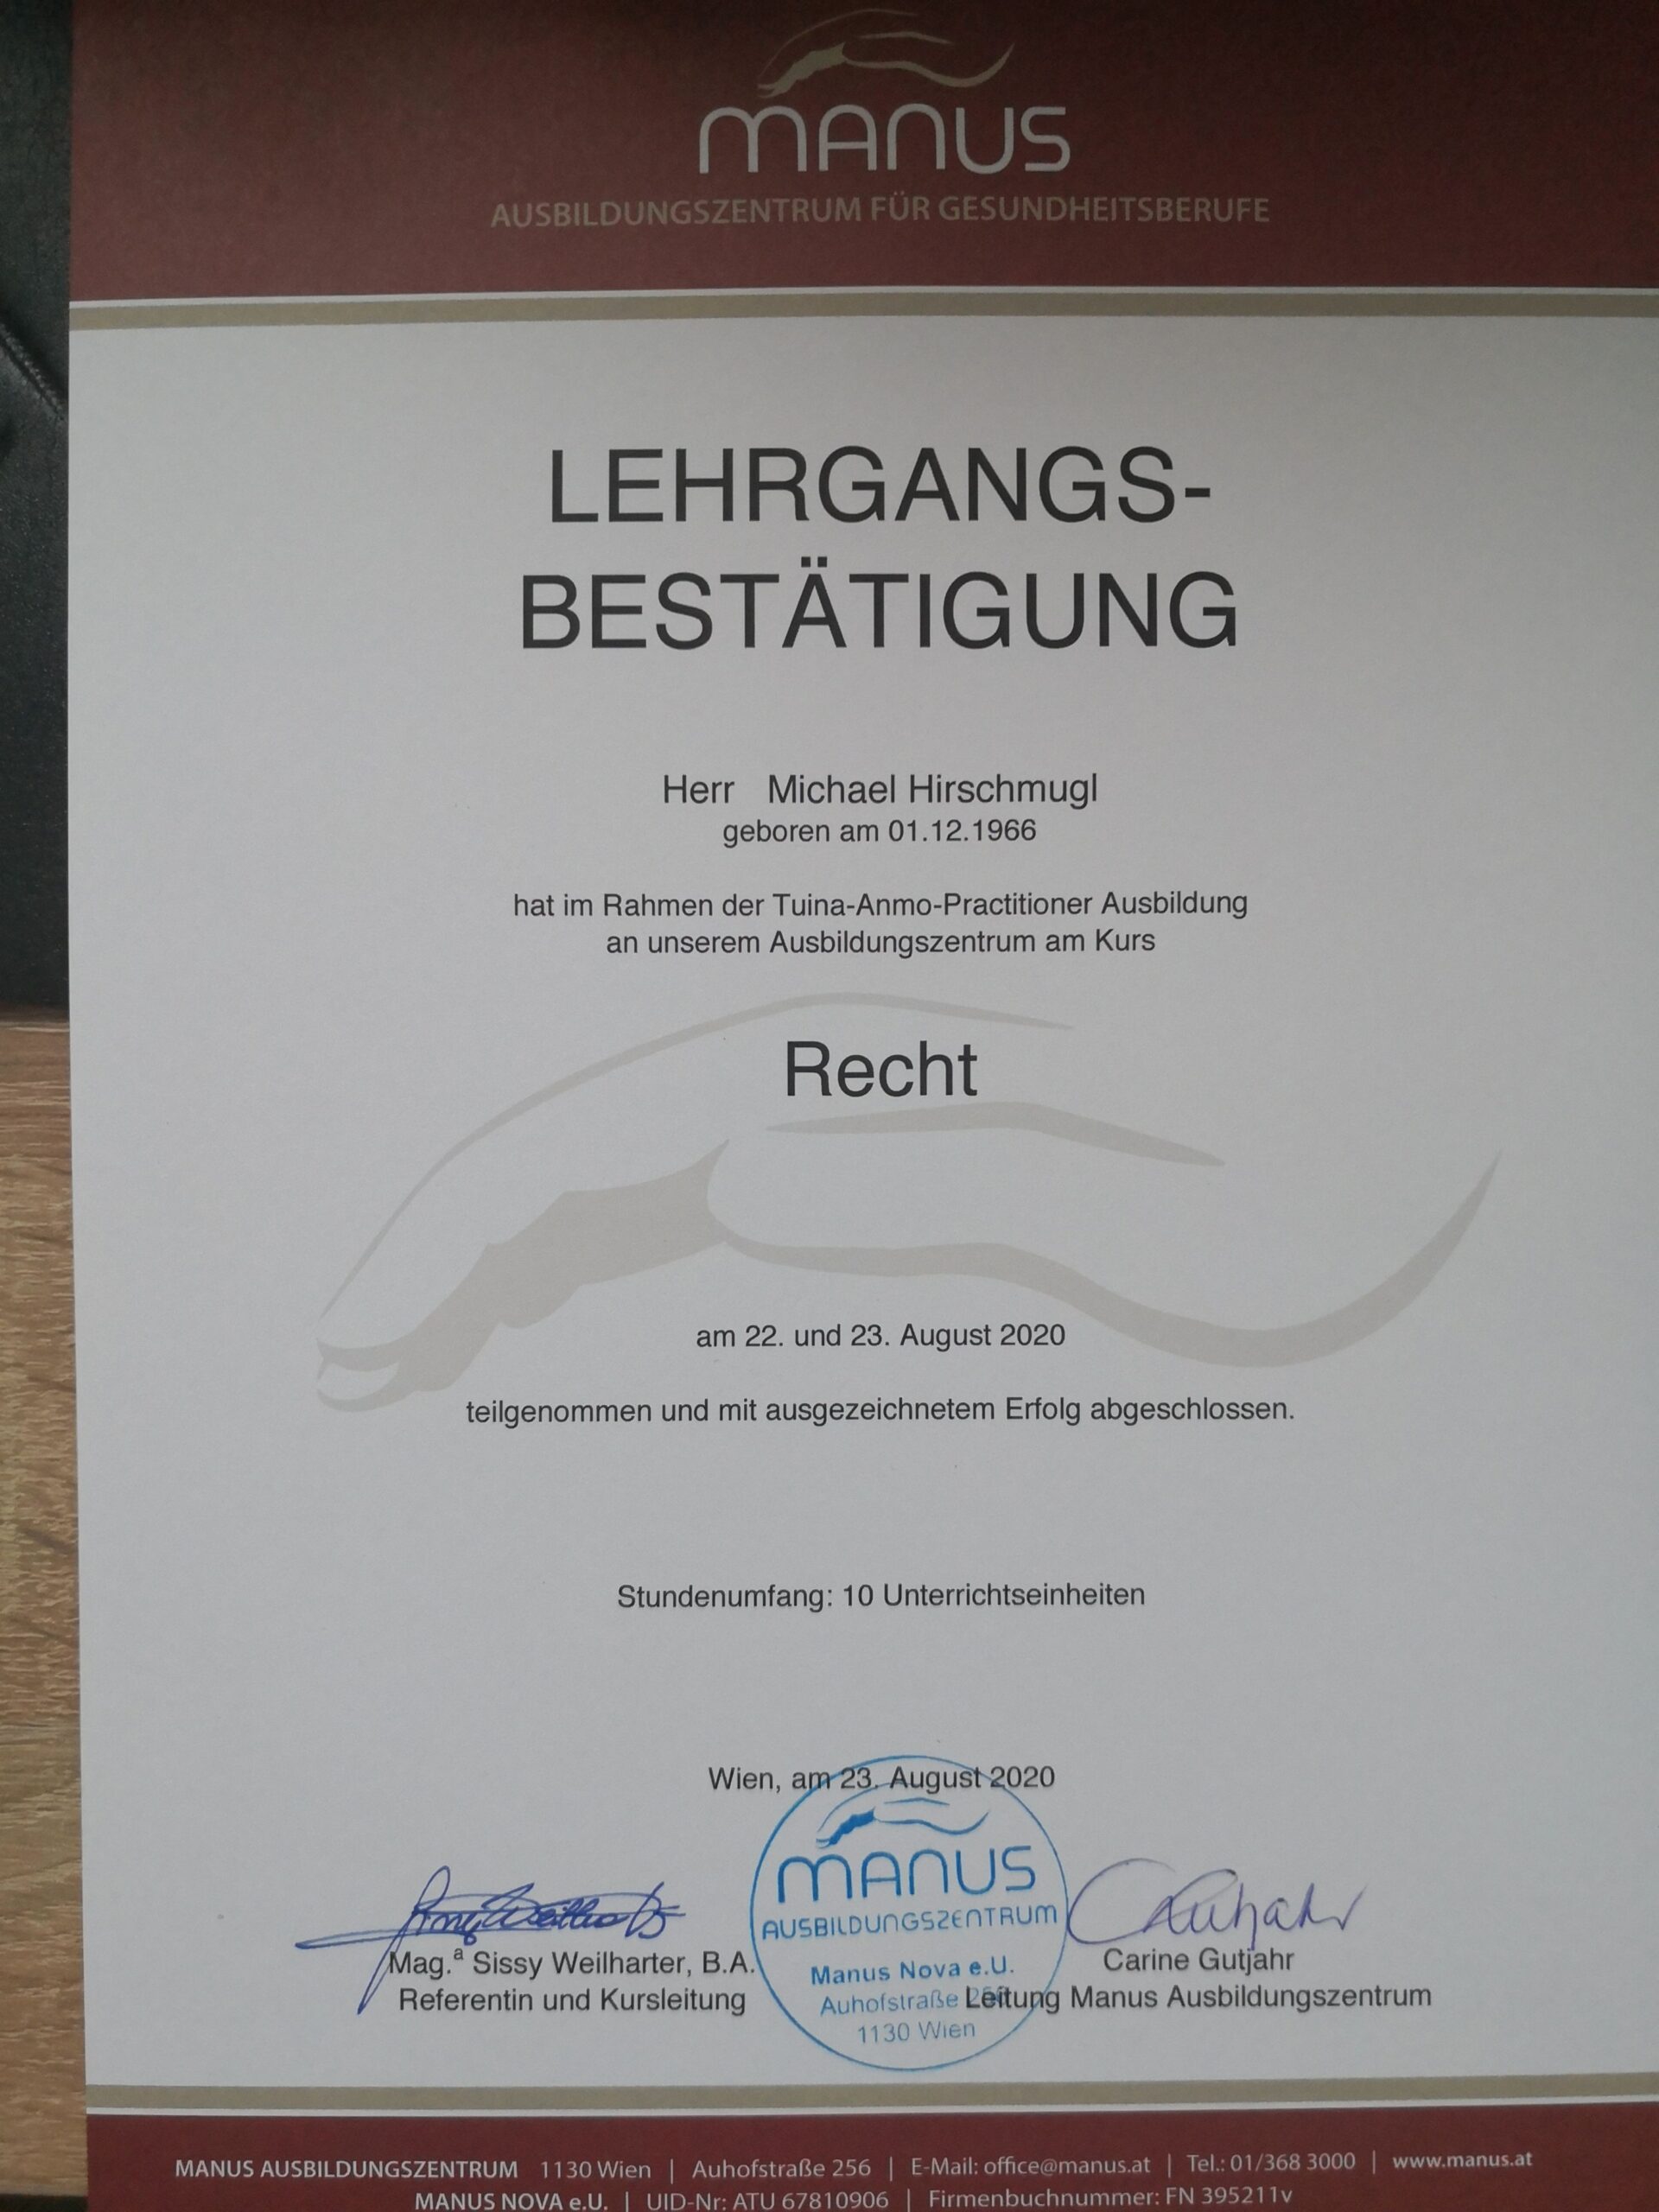 MANUS
AUSBILDUNGSZENTRUM FÜR GESUNDHEITSBERUFE
LEHRGANGS-
BESTÄTIGUNG
Herr Michael Hirschmugl
geboren am 01.12.1966
hat im Rahmen der Tuina-Anmo-Practitioner Ausbildung
an unserem Ausbildungszentrum am Kurs
Recht
am 22. und 23. August 2020
teilgenommen und mit ausgezeichnetem Erfolg abgeschlossen.
Stundenumfang: 10 Unterrichtseinheiten
Wien, am 23. August 2020
MANUS
AUSBILDUNGSZENTRUM
Manus Nova e.U.
Auhofstraße
1130 Wien
Mag.ª Sissy Weilharter, B.A.
Referentin und Kursleitung
Carine Gutjahr
Leitung Manus Ausbildungszentrum
MANUS AUSBILDUNGSZENTRUM 1130 Wien | Auhofstraße 256 | E-Mail: office@manus.at | Tel.: 01/368 3000 | www.manus.at
MANUS NOVA e.U. | UID-Nr: ATU 67810906 | Firmenbuchnummer: FN 395211v